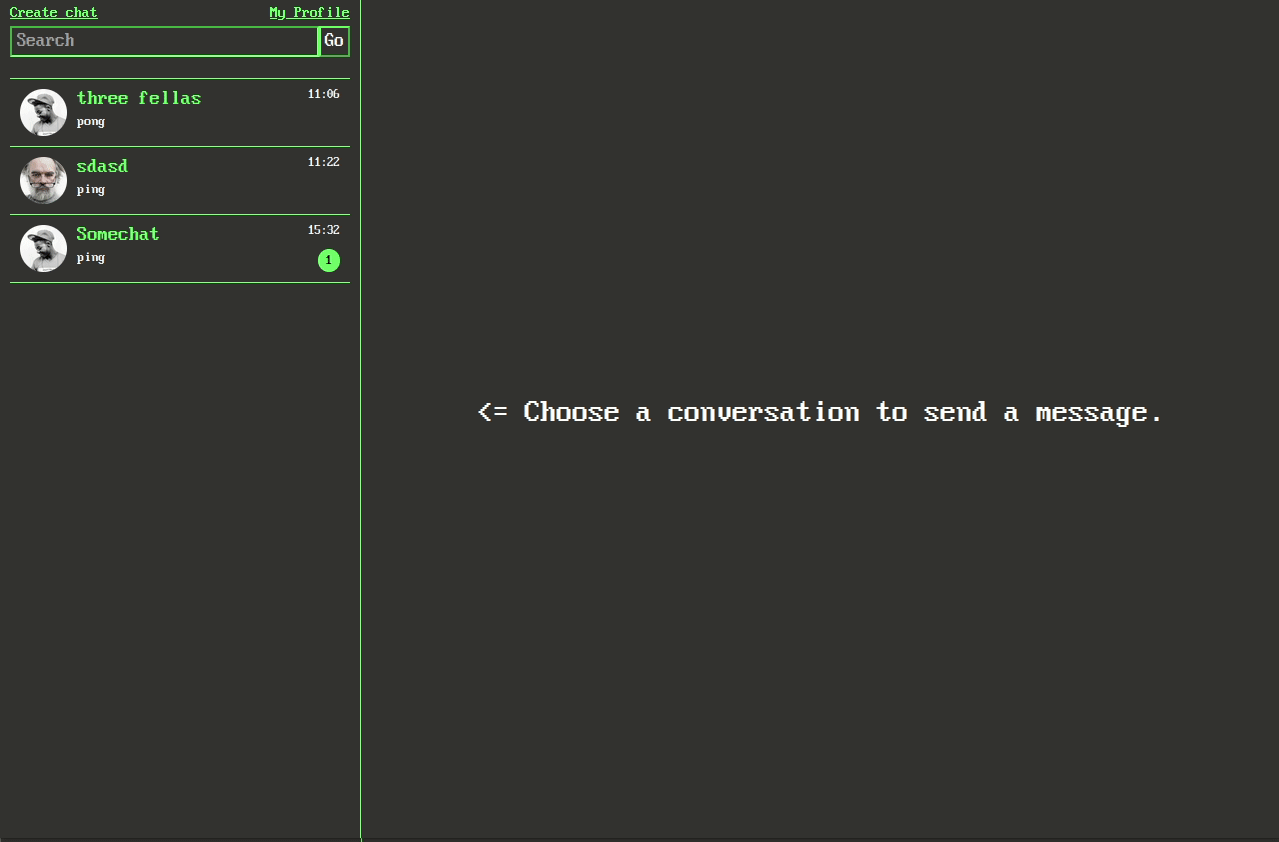 Create chat My Profile
Search Go
three fellas 11:06
pong
sdasd 11:22
ping
Somechat 15:32
ping 1
<= Choose a conversation to send a message.